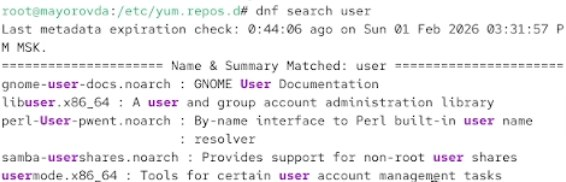 root@mayorovda:/etc/yum.repos.d# dnf search user
Last metadata expiration check: 0:44:06 ago on Sun 01 Feb 2026 03:31:57 P
M MSK.
===================== Name & Summary Matched: user ======================
gnome-user-docs.noarch : GNOME User Documentation
libuser.x86_64 : A user and group account administration library
perl-User-pwent.noarch : By-name interface to Perl built-in user name
                       : resolver
samba-usershares.noarch : Provides support for non-root user shares
usermode.x86_64 : Tools for certain user account management tasks